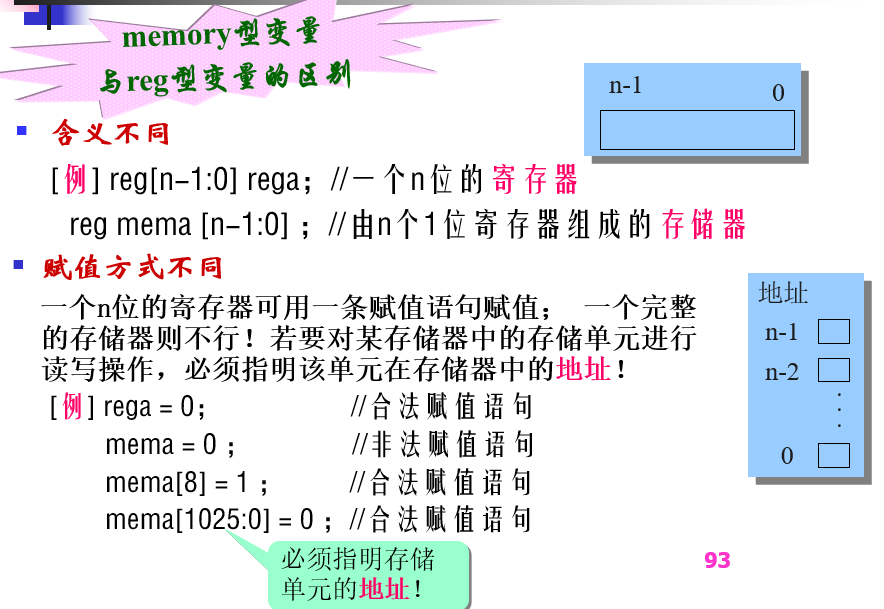 memory型变量
与reg型变量的区别
n-1 0
含义不同
[例] reg[n-1:0] rega；//一个n位的寄存器
reg mema [n-1:0] ；//由n个1位寄存器组成的存储器
赋值方式不同
一个n位的寄存器可用一条赋值语句赋值； 一个完整
的存储器则不行！若要对某存储器中的存储单元进行
读写操作，必须指明该单元在存储器中的地址！
[例] rega = 0； //合法赋值语句
mema = 0 ； //非法赋值语句
mema[8] = 1 ； //合法赋值语句
mema[1025:0] = 0 ；//合法赋值语句
必须指明存储
单元的地址！
地址
n-1
n-2
0
93